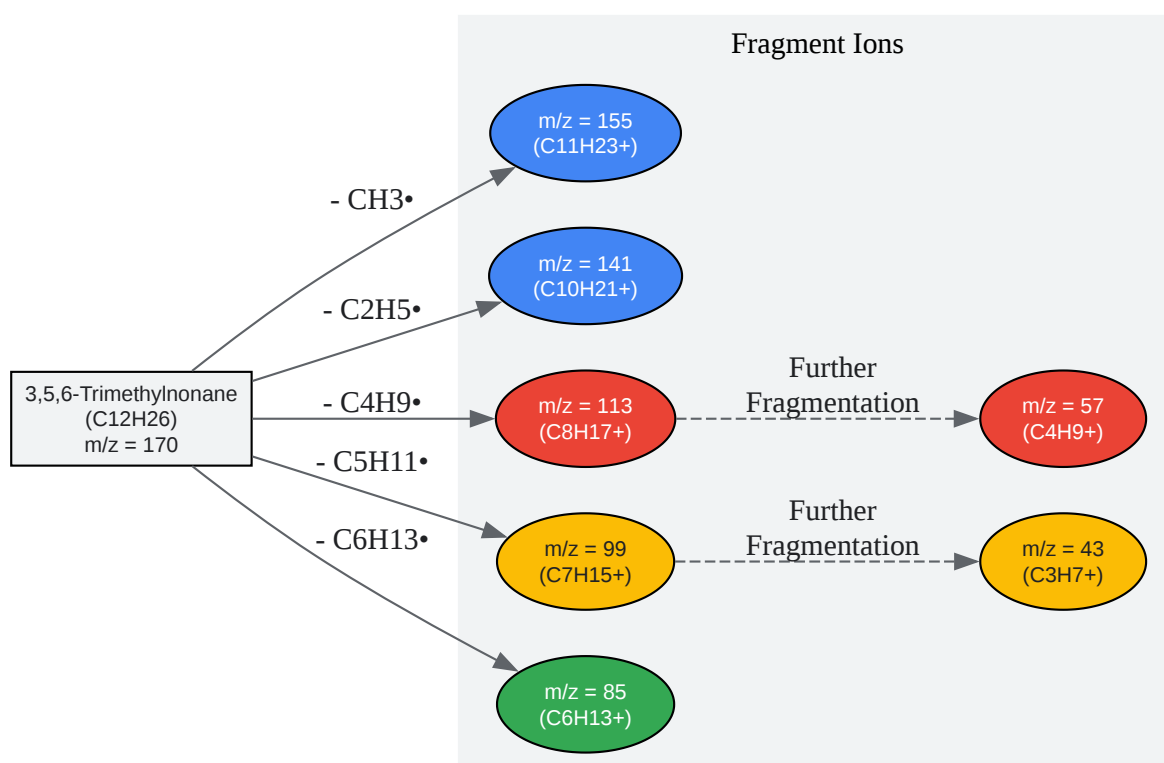 Fragment Ions
m/z = 155
(C11H23+)
- CH3•
m/z = 141
(C10H21+)
- C2H5•
3,5,6-Trimethylnonane
(C12H26)
m/z = 170
- C4H9•
m/z = 113
(C8H17+)
Further
Fragmentation
m/z = 57
(C4H9+)
- C5H11•
m/z = 99
(C7H15+)
Further
Fragmentation
m/z = 43
(C3H7+)
- C6H13•
m/z = 85
(C6H13+)